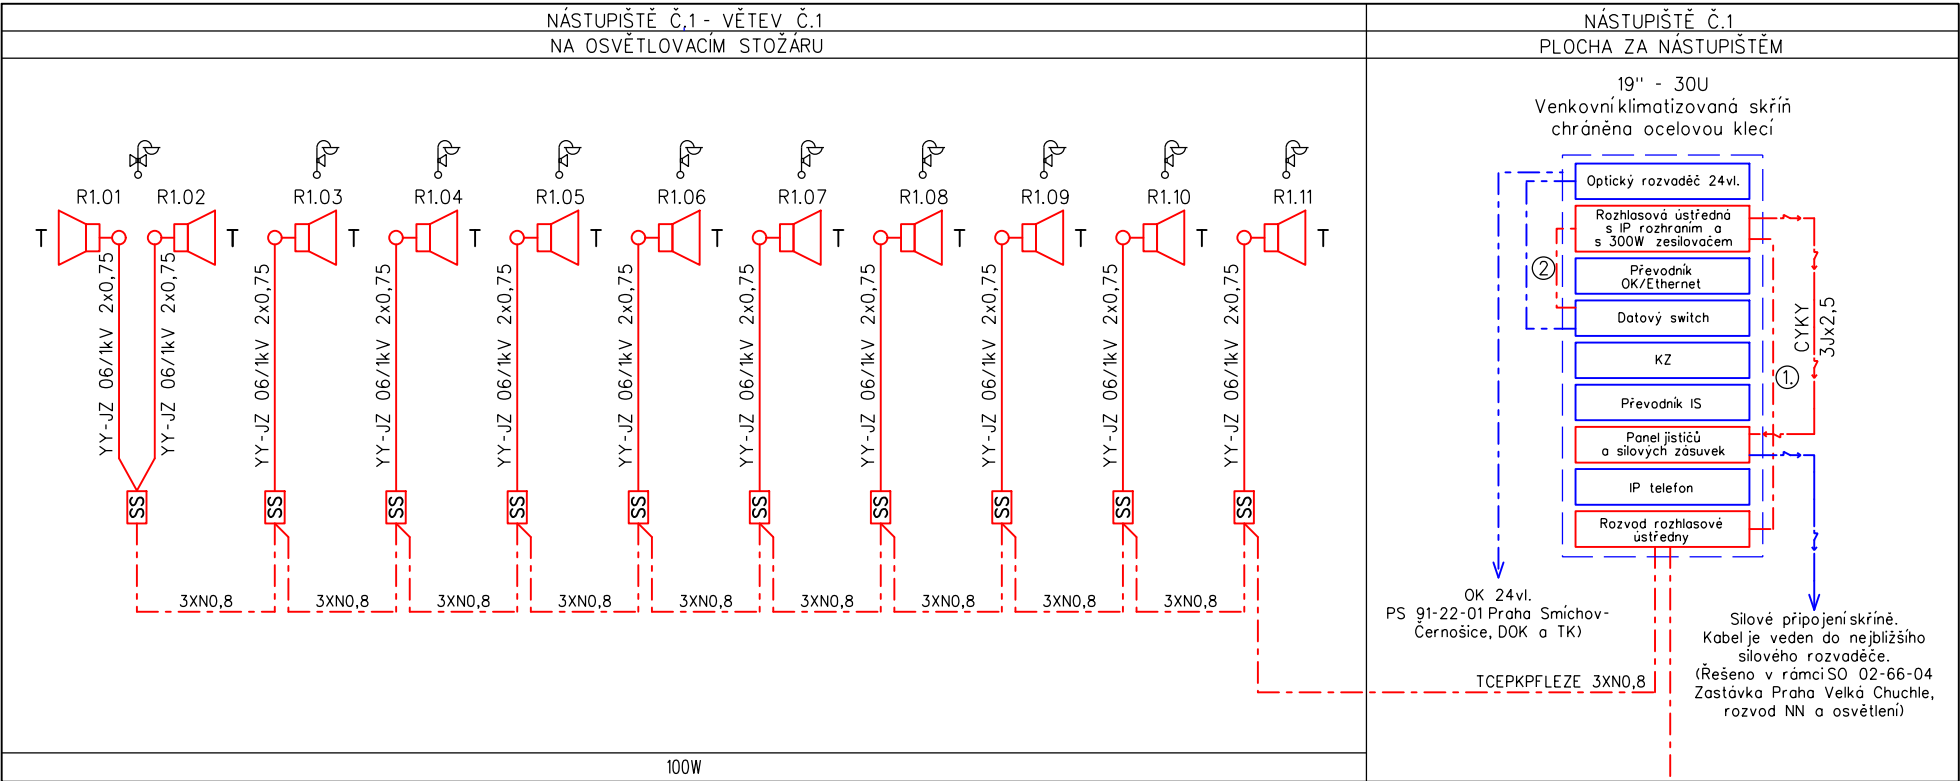 NÁSTUPIŠTĚ Č,1 - VĚTEV Č.1
NA OSVĚTLOVACÍM STOŽÁRU
R1.01
R1.02
R1.03
R1.04
R1.05
R1.06
R1.07
R1.08
R1.09
R1.10
R1.11
T
T
T
T
T
T
T
T
T
T
T
YY-JZ 06/1kV 2x0,75
YY-JZ 06/1kV 2x0,75
YY-JZ 06/1kV 2x0,75
YY-JZ 06/1kV 2x0,75
YY-JZ 06/1kV 2x0,75
YY-JZ 06/1kV 2x0,75
YY-JZ 06/1kV 2x0,75
YY-JZ 06/1kV 2x0,75
YY-JZ 06/1kV 2x0,75
YY-JZ 06/1kV 2x0,75
YY-JZ 06/1kV 2x0,75
SS
SS
SS
SS
SS
SS
SS
SS
SS
SS
3XN0,8
3XN0,8
3XN0,8
3XN0,8
3XN0,8
3XN0,8
3XN0,8
3XN0,8
3XN0,8
100W
NÁSTUPIŠTĚ Č.1
PLOCHA ZA NÁSTUPIŠTĚM
19'' - 30U
Venkovní klimatizovaná skříň
chráněna ocelovou klecí
Optický rozvaděč 24vl.
Rozhlasová ústředná
s IP rozhraním a
s 300W zesilovačem
Převodník
OK/Ethernet
Datový switch
KZ
Převodník IS
Panel jističů
a silových zásuvek
IP telefon
Rozvod rozhlasové
ústředny
2
1.
CYKY
3Jx2,5
OK 24vl.
PS 91-22-01 Praha Smíchov-
Černošice, DOK a TK)
TCEPKPFLEZE 3XN0,8
Silové připojení skříně.
Kabel je veden do nejbližšího
silového rozvaděče.
(Řešeno v rámci SO 02-66-04
Zastávka Praha Velká Chuchle,
rozvod NN a osvětlení)